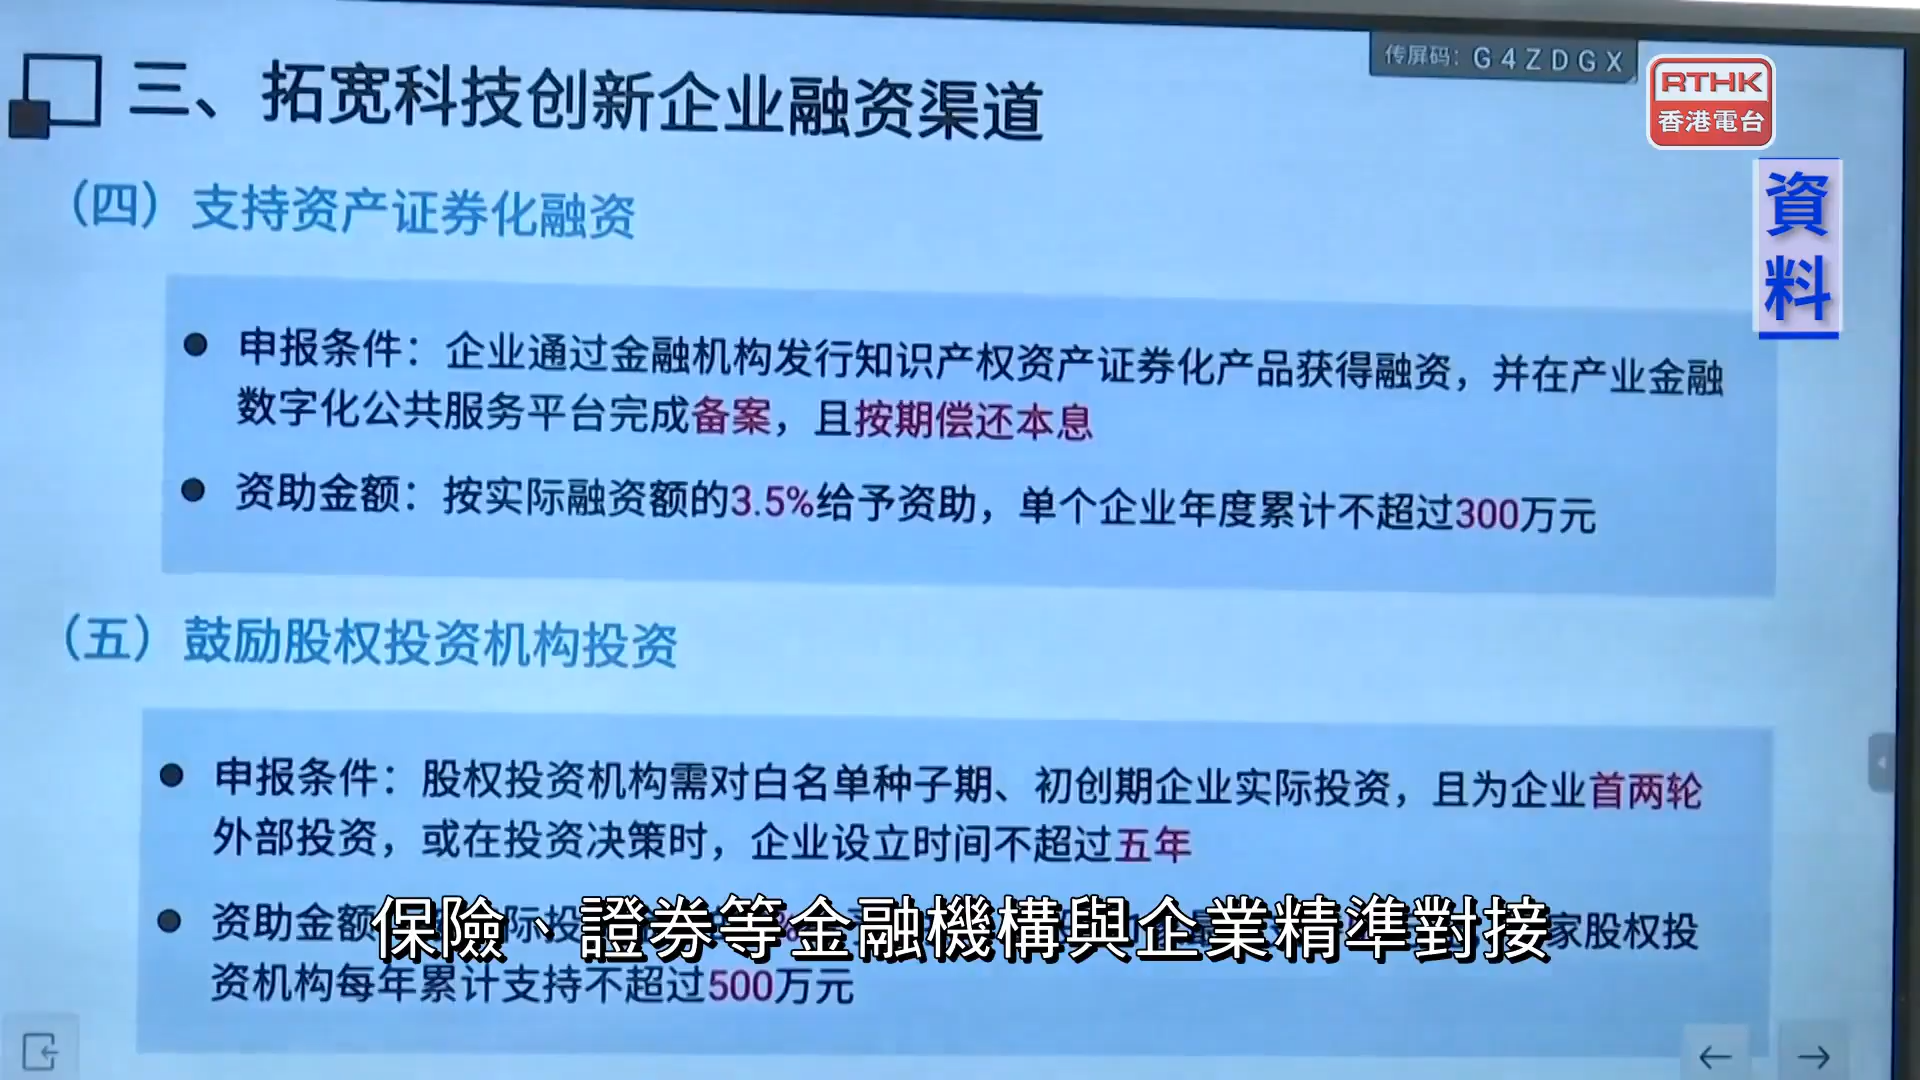 三、拓宽科技创新企业融资渠道
传屏码：G4ZDGX
RTHK
香港電台
資料
（四）支持资产证券化融资
● 申报条件：企业通过金融机构发行知识产权资产证券化产品获得融资，并在产业金融
数字化公共服务平台完成备案，且按期偿还本息
● 资助金额：按实际融资额的3.5%给予资助，单个企业年度累计不超过300万元
（五）鼓励股权投资机构投资
● 申报条件：股权投资机构需对白名单种子期、初创期企业实际投资，且为企业首两轮
外部投资，或在投资决策时，企业设立时间不超过五年
● 资助金额 际投 家股权投
保險、證券等金融機構與企業精準對接
资机构每年累计支持不超过500万元